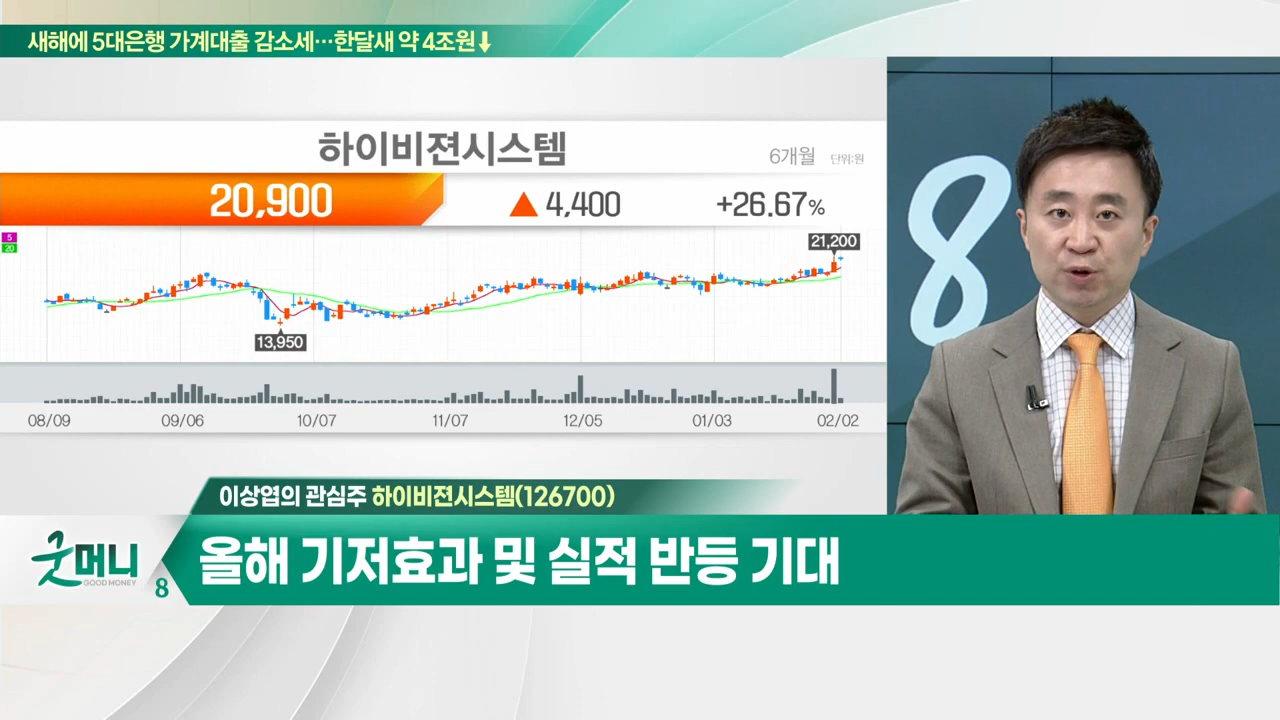 새해에 5대은행 가계대출 감소세…한달새 약 4조원⬇
하이비젼시스템
6개월 단위:원
20,900 ▲ 4,400 +26.67%
5
20
21,200
13,950
08/09 09/06 10/07 11/07 12/05 01/03 02/02
8
이상엽의 관심주 하이비젼시스템(126700)
올해 기저효과 및 실적 반등 기대
굿머니
GOOD MONEY
8